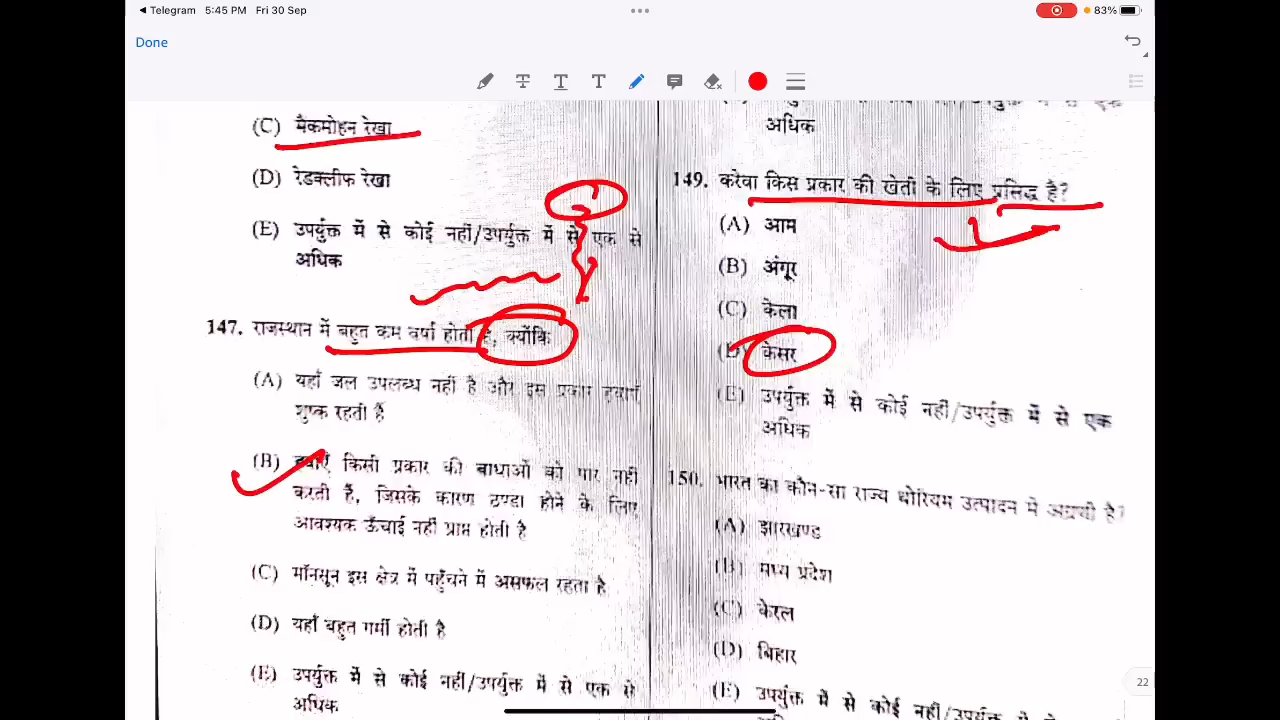 Telegram 5:45 PM Fri 30 Sep
83%
Done
(C) मैकमोहन रेखा
(D) रेडक्लीफ रेखा
(E) उपर्युक्त में से कोई नहीं/उपर्युक्त में से एक से
अधिक
147. राजस्थान में बहुत कम वर्षा होती है, क्योंकि
(A) यहाँ जल उपलब्ध नहीं है और इस प्रकार हवाएँ
शुष्क रहती हैं
(B) हवाएँ किसी प्रकार की बाधाओं को पार नहीं
करती हैं, जिसके कारण ठण्डा होने के लिए
आवश्यक ऊँचाई नहीं प्राप्त होती है
(C) मॉनसून इस क्षेत्र में पहुँचने में असफल रहता है
(D) यहाँ बहुत गर्मी होती है
(E) उपर्युक्त में से कोई नहीं/उपर्युक्त में से एक से
अधिक
अधिक
149. करेवा किस प्रकार की खेती के लिए प्रसिद्ध है?
(A) आम
(B) अंगूर
(C) केला
(D) केसर
(E) उपर्युक्त में से कोई नहीं/उपर्युक्त में से एक
अधिक
150. भारत का कौन-सा राज्य थोरियम उत्पादन में अग्रणी है?
(A) झारखण्ड
(B) मध्य प्रदेश
(C) केरल
(D) बिहार
(E) उपर्युक्त में से कोई नहीं/उपर्युक्त में से एक
22